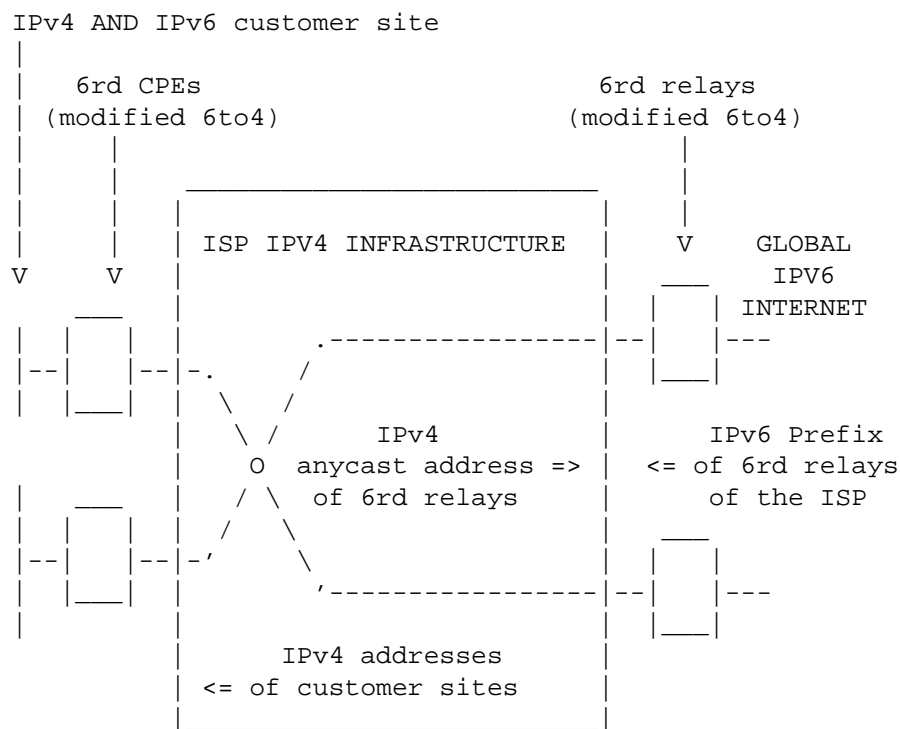 IPv4 AND IPv6 customer site
6rd CPEs 6rd relays
(modified 6to4) (modified 6to4)
ISP IPV4 INFRASTRUCTURE V GLOBAL
V V IPV6
INTERNET
IPv4 IPv6 Prefix
O anycast address => <= of 6rd relays
of 6rd relays of the ISP
IPv4 addresses
<= of customer sites